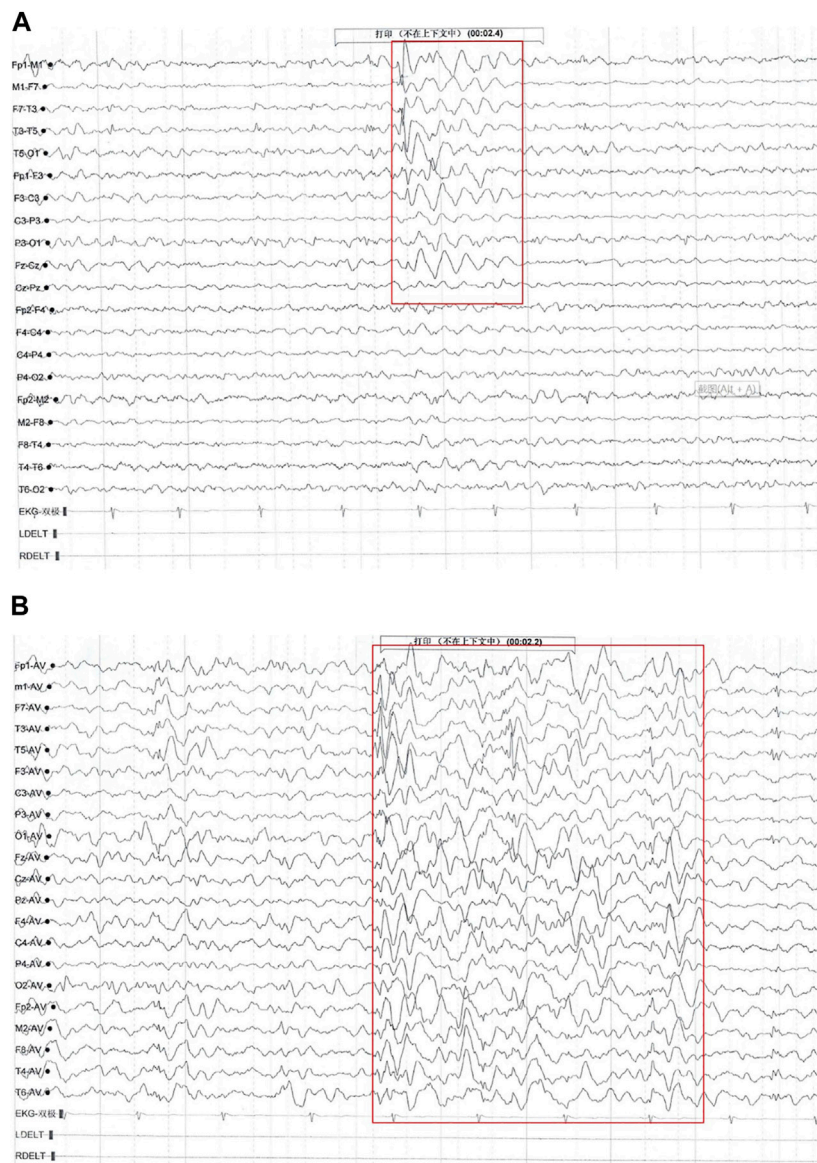 A
打印 (不在上下文中) (00:02.4)
Fp1-M1
M1-F7
F7-T3
T3-T5
T5-O1
Fp1-F3
F3-C3
C3-P3
P3-O1
Fz-Cz
Cz-Pz
Fp2-F4
F4-C4
C4-P4
P4-O2
截图(Alt + A)
Fp2-M2
M2-F8
F8-T4
T4-T6
T6-O2
EKG-双极
LDELT
RDELT
B
打印 (不在上下文中) (00:02.2)
Fp1-AV
m1-AV
F7-AV
T3-AV
T5-AV
F3-AV
C3-AV
P3-AV
O1-AV
Fz-AV
Cz-AV
Pz-AV
F4-AV
C4-AV
P4-AV
O2-AV
Fp2-AV
M2-AV
F8-AV
T4-AV
T6-AV
EKG-双极
LDELT
RDELT